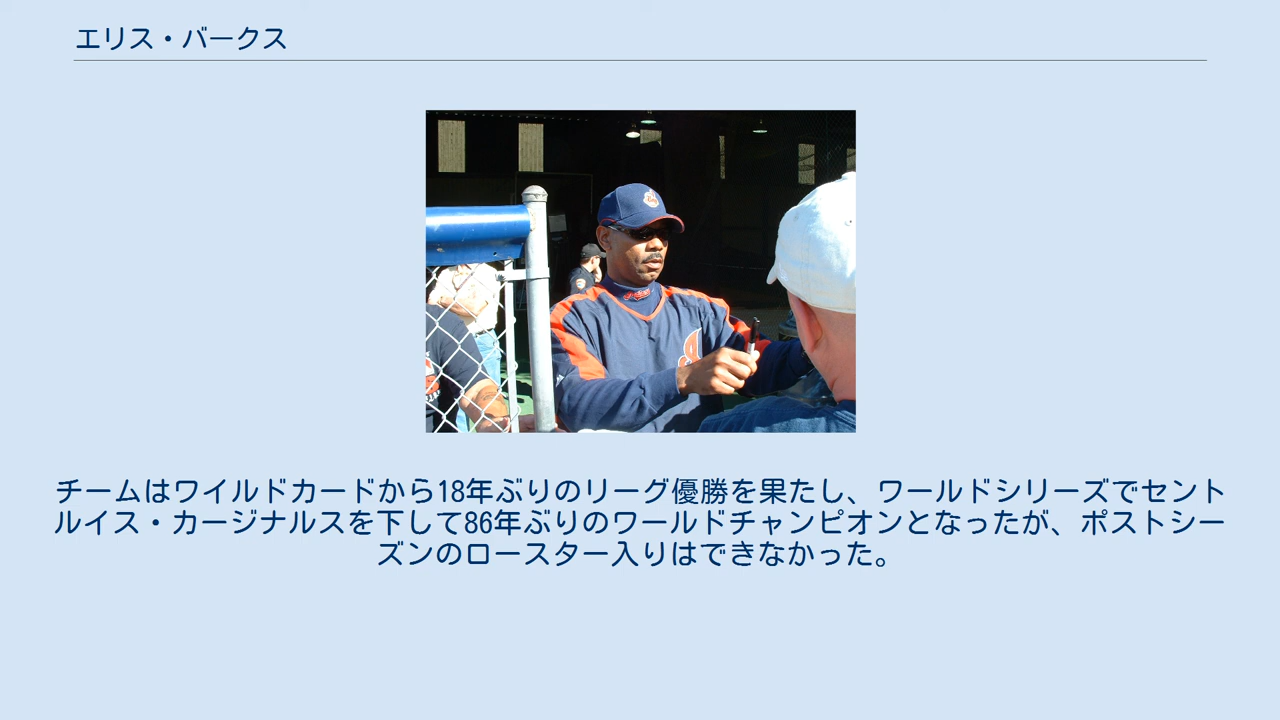 エリス・バークス
チームはワイルドカードから18年ぶりのリーグ優勝を果たし、ワールドシリーズでセント
ルイス・カージナルスを下して86年ぶりのワールドチャンピオンとなったが、ポストシー
ズンのロースター入りはできなかった。